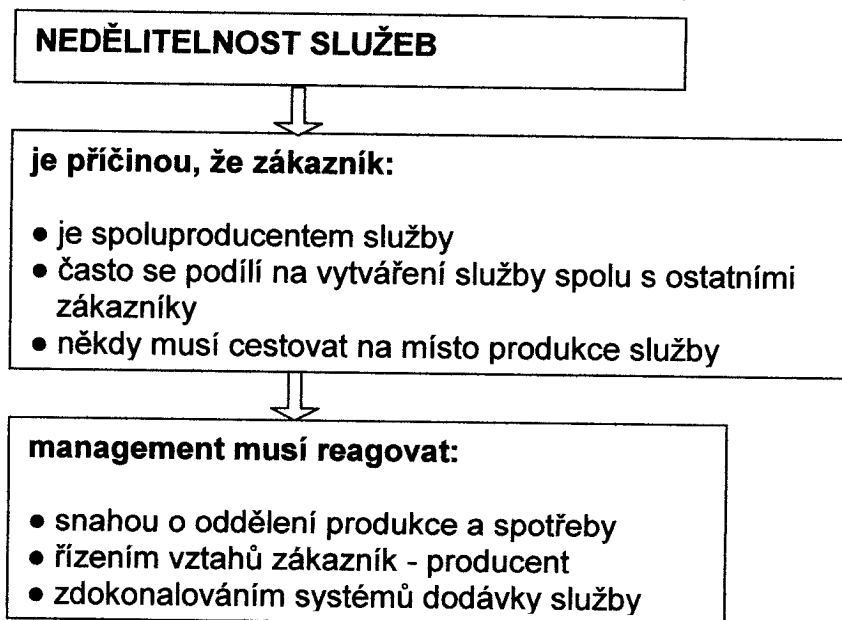 NEDĚLITELNOST SLUŽEB
je příčinou, že zákazník:
● je spoluproducentem služby
● často se podílí na vytváření služby spolu s ostatními
zákazníky
● někdy musí cestovat na místo produkce služby
management musí reagovat:
● snahou o oddělení produkce a spotřeby
● řízením vztahů zákazník - producent
● zdokonalováním systémů dodávky služby